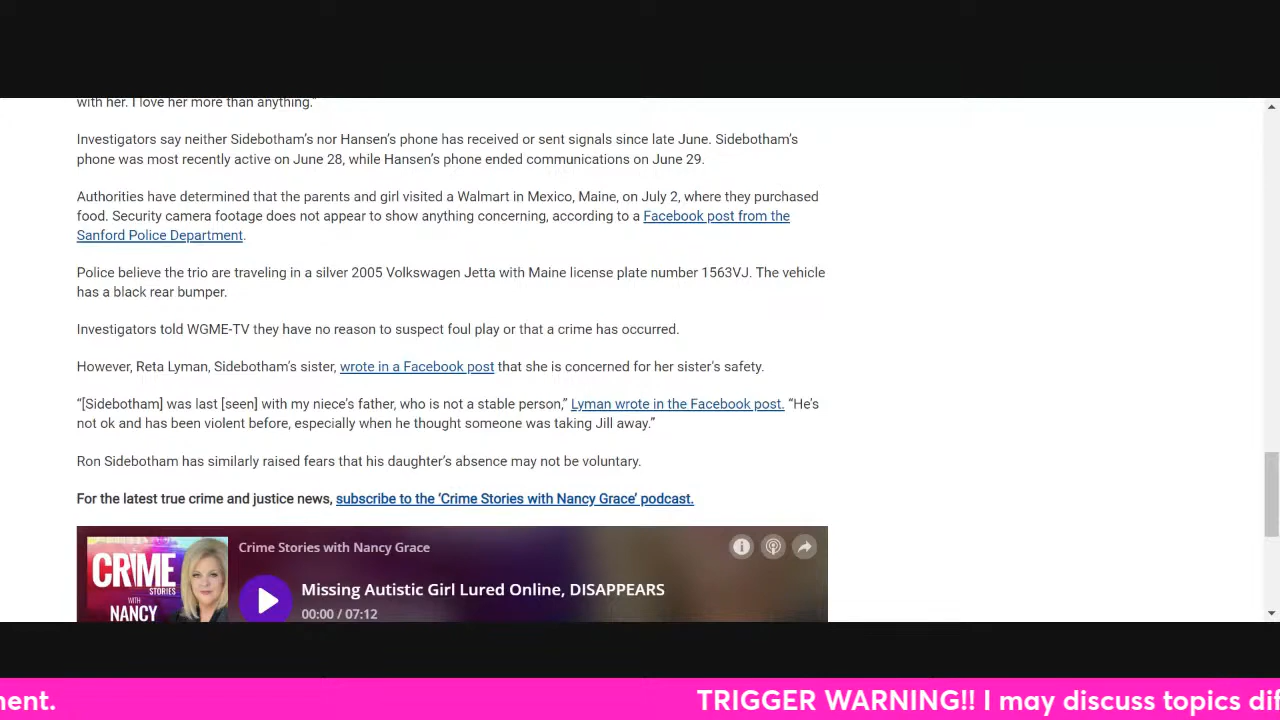 with her. I love her more than anything."
Investigators say neither Sidebotham's nor Hansen's phone has received or sent signals since late June. Sidebotham's
phone was most recently active on June 28, while Hansen's phone ended communications on June 29.
Authorities have determined that the parents and girl visited a Walmart in Mexico, Maine, on July 2, where they purchased
food. Security camera footage does not appear to show anything concerning, according to a Facebook post from the
Sanford Police Department.
Police believe the trio are traveling in a silver 2005 Volkswagen Jetta with Maine license plate number 1563VJ. The vehicle
has a black rear bumper.
Investigators told WGME-TV they have no reason to suspect foul play or that a crime has occurred.
However, Reta Lyman, Sidebotham's sister, wrote in a Facebook post that she is concerned for her sister's safety.
“[Sidebotham] was last [seen] with my niece's father, who is not a stable person,” Lyman wrote in the Facebook post. “He's
not ok and has been violent before, especially when he thought someone was taking Jill away.”
Ron Sidebotham has similarly raised fears that his daughter's absence may not be voluntary.
For the latest true crime and justice news, subscribe to the ‘Crime Stories with Nancy Grace’ podcast.
Crime Stories with Nancy Grace
Missing Autistic Girl Lured Online, DISAPPEARS
00:00 / 07:12
CRIME
STORIES
WITH
NANCY
nent.
TRIGGER WARNING!! I may discuss topics dif